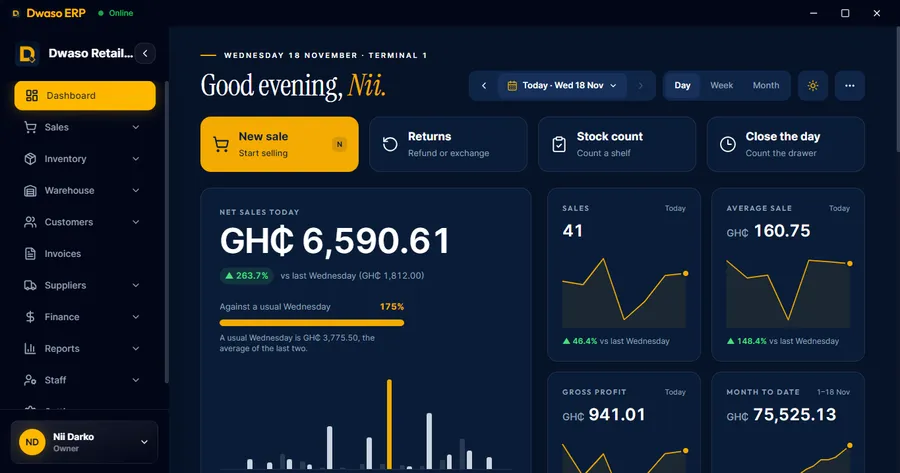 Dwaso ERP
Online
Dwaso Retail...
Dashboard
Sales
Inventory
Warehouse
Customers
Invoices
Suppliers
Finance
Reports
Staff
ND
Nii Darko
Owner
WEDNESDAY 18 NOVEMBER · TERMINAL 1
Good evening, Nii.
Today · Wed 18 Nov
Day Week Month
New sale
Start selling
N
Returns
Refund or exchange
Stock count
Count a shelf
Close the day
Count the drawer
NET SALES TODAY
GH₵ 6,590.61
▲ 263.7% vs last Wednesday (GH₵ 1,812.00)
Against a usual Wednesday 175%
A usual Wednesday is GH₵ 3,775.50, the
average of the last two.
SALES Today
41
▲ 46.4% vs last Wednesday
AVERAGE SALE Today
GH₵ 160.75
▲ 148.4% vs last Wednesday
GROSS PROFIT Today
GH₵ 941.01
MONTH TO DATE 1–18 Nov
GH₵ 75,525.13